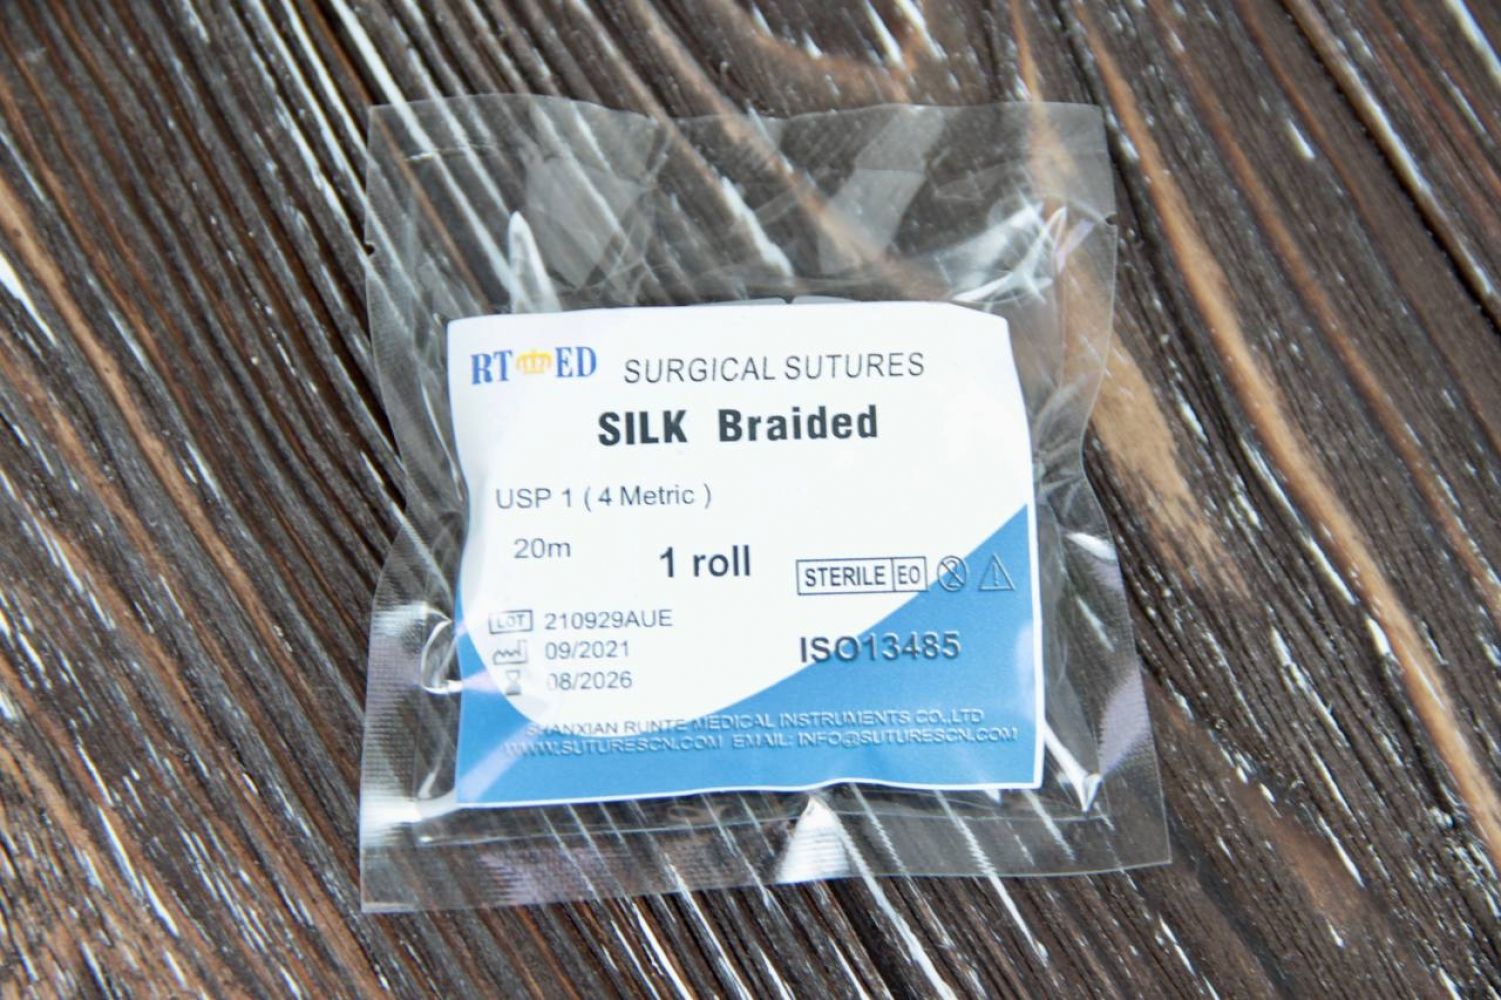 RT ED SURGICAL SUTURES
SILK Braided
USP 1 ( 4 Metric )
20m
1 roll
STERILE EO
2
LOT 210929AUE
09/2021
08/2026
ISO13485
SHANXIAN RUNTE MEDICAL INSTRUMENTS CO.,LTD
WWW.SUTURESCN.COM EMAIL: INFO@SUTURESCN.COM